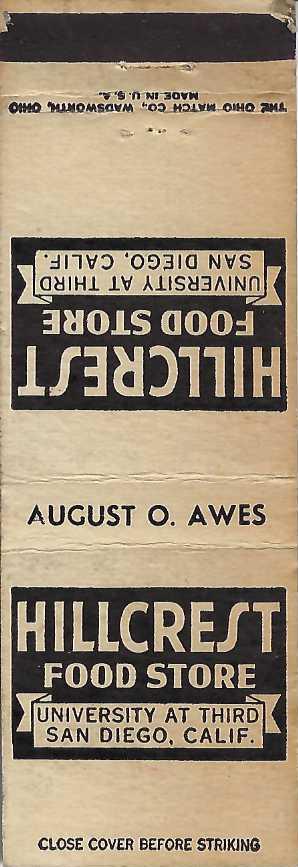 THE OHIO MATCH CO., WADSWORTH, OHIO
MADE IN U.S.A.
HILLCREST
FOOD STORE
UNIVERSITY AT THIRD
SAN DIEGO, CALIF.
AUGUST O. AWES
HILLCREST
FOOD STORE
UNIVERSITY AT THIRD
SAN DIEGO, CALIF.
CLOSE COVER BEFORE STRIKING